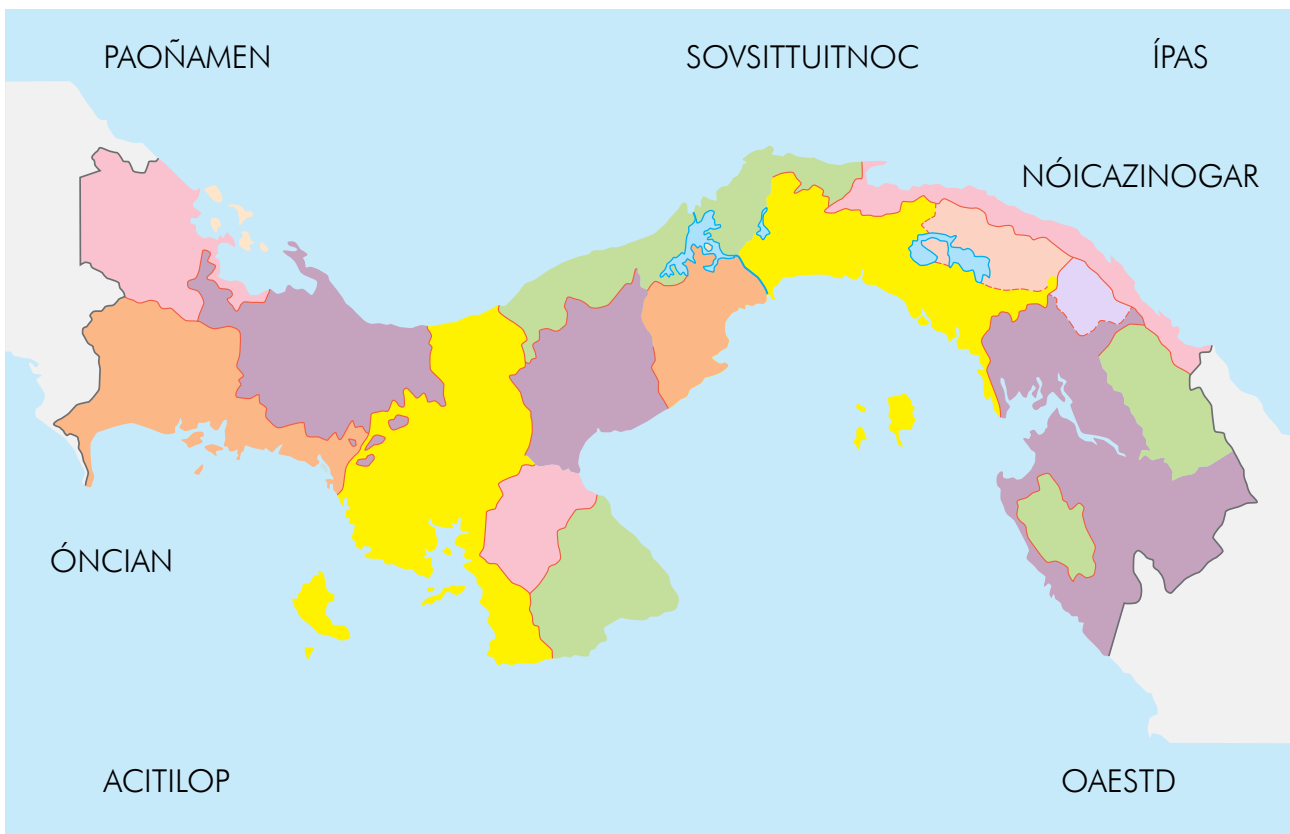 PAOÑAMEN
SOVSITTUITNOC
ÍPAS
NÓICAZINOGAR
ÓNCIAN
ACITILOP
OAESTD